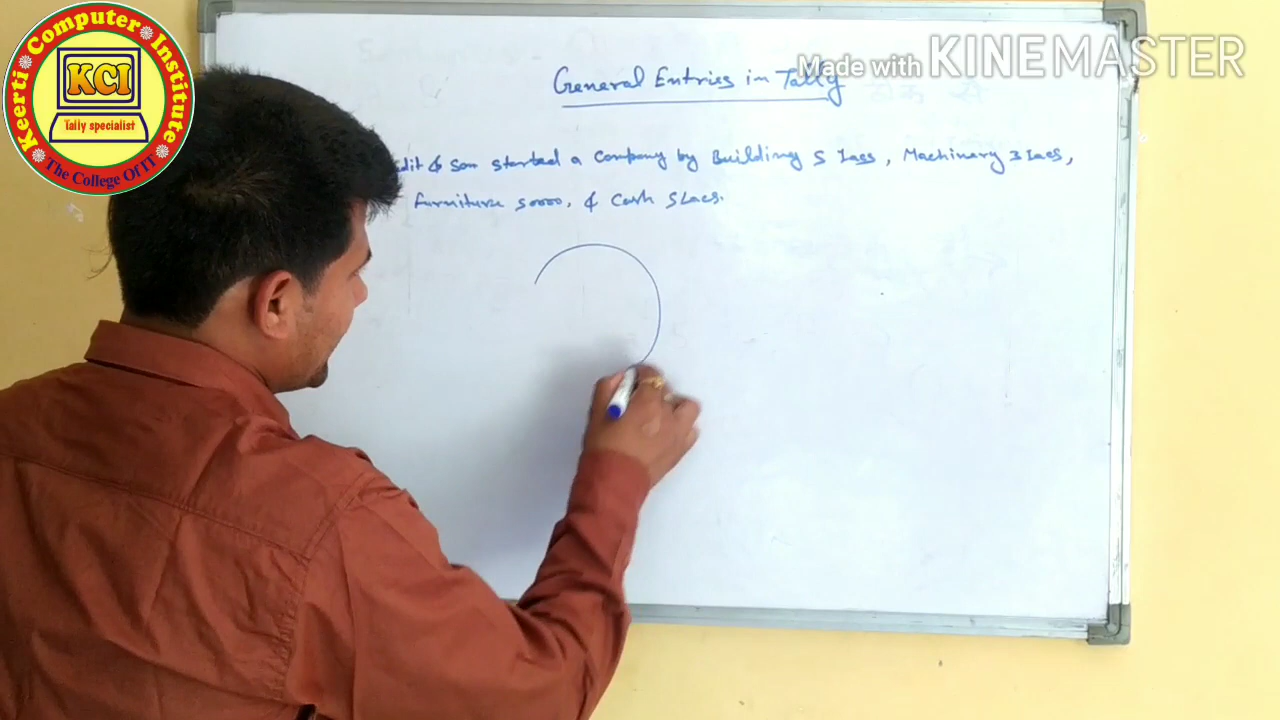 Keerti Computer Institute
KCI
Tally specialist
The College Of IT
Made with KINEMASTER
General Entries in Tally
& Son started a Company by Building 5 lacs, Machinery 3 Lacs,
furniture 50000, & Cash 5 Lacs.